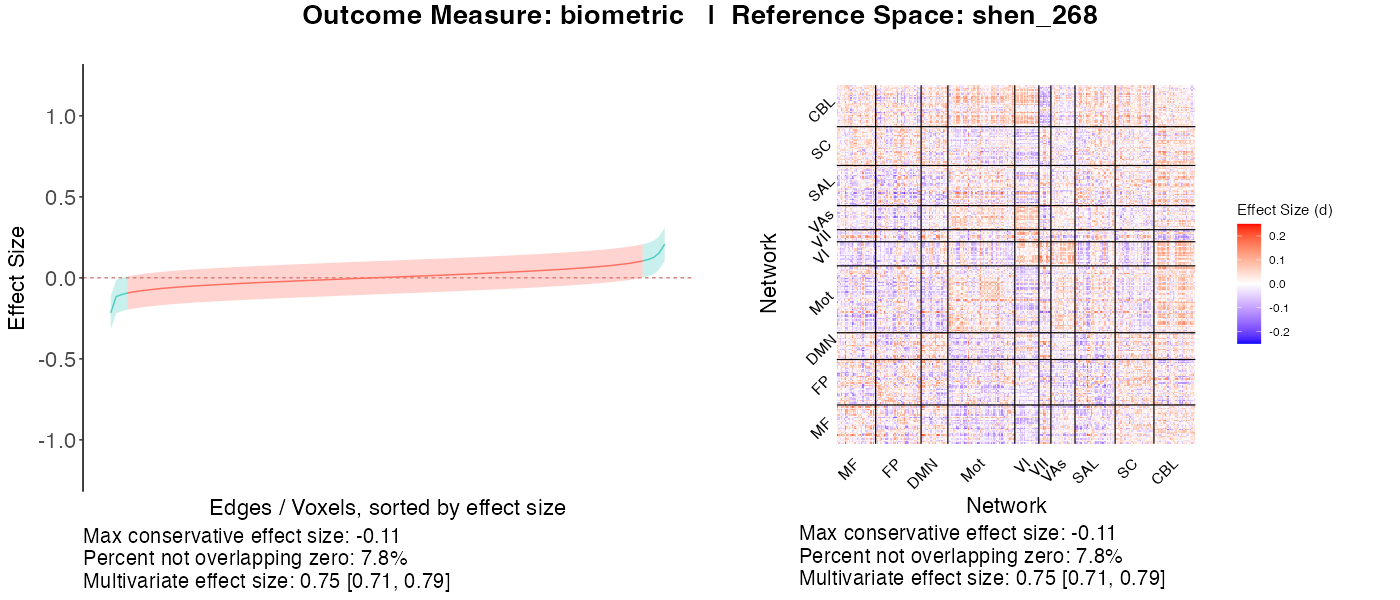 Outcome Measure: biometric | Reference Space: shen_268
Effect Size
1.0
0.5
0.0
-0.5
-1.0
Edges / Voxels, sorted by effect size
Max conservative effect size: -0.11
Percent not overlapping zero: 7.8%
Multivariate effect size: 0.75 [0.71, 0.79]
Network
CBL
SC
SAL
VAs
VII
VI
Mot
DMN
FP
MF
MF
FP
DMN
Mot
VI
VII
VAs
SAL
SC
CBL
Network
Max conservative effect size: -0.11
Percent not overlapping zero: 7.8%
Multivariate effect size: 0.75 [0.71, 0.79]
Effect Size (d)
0.2
0.1
0.0
-0.1
-0.2